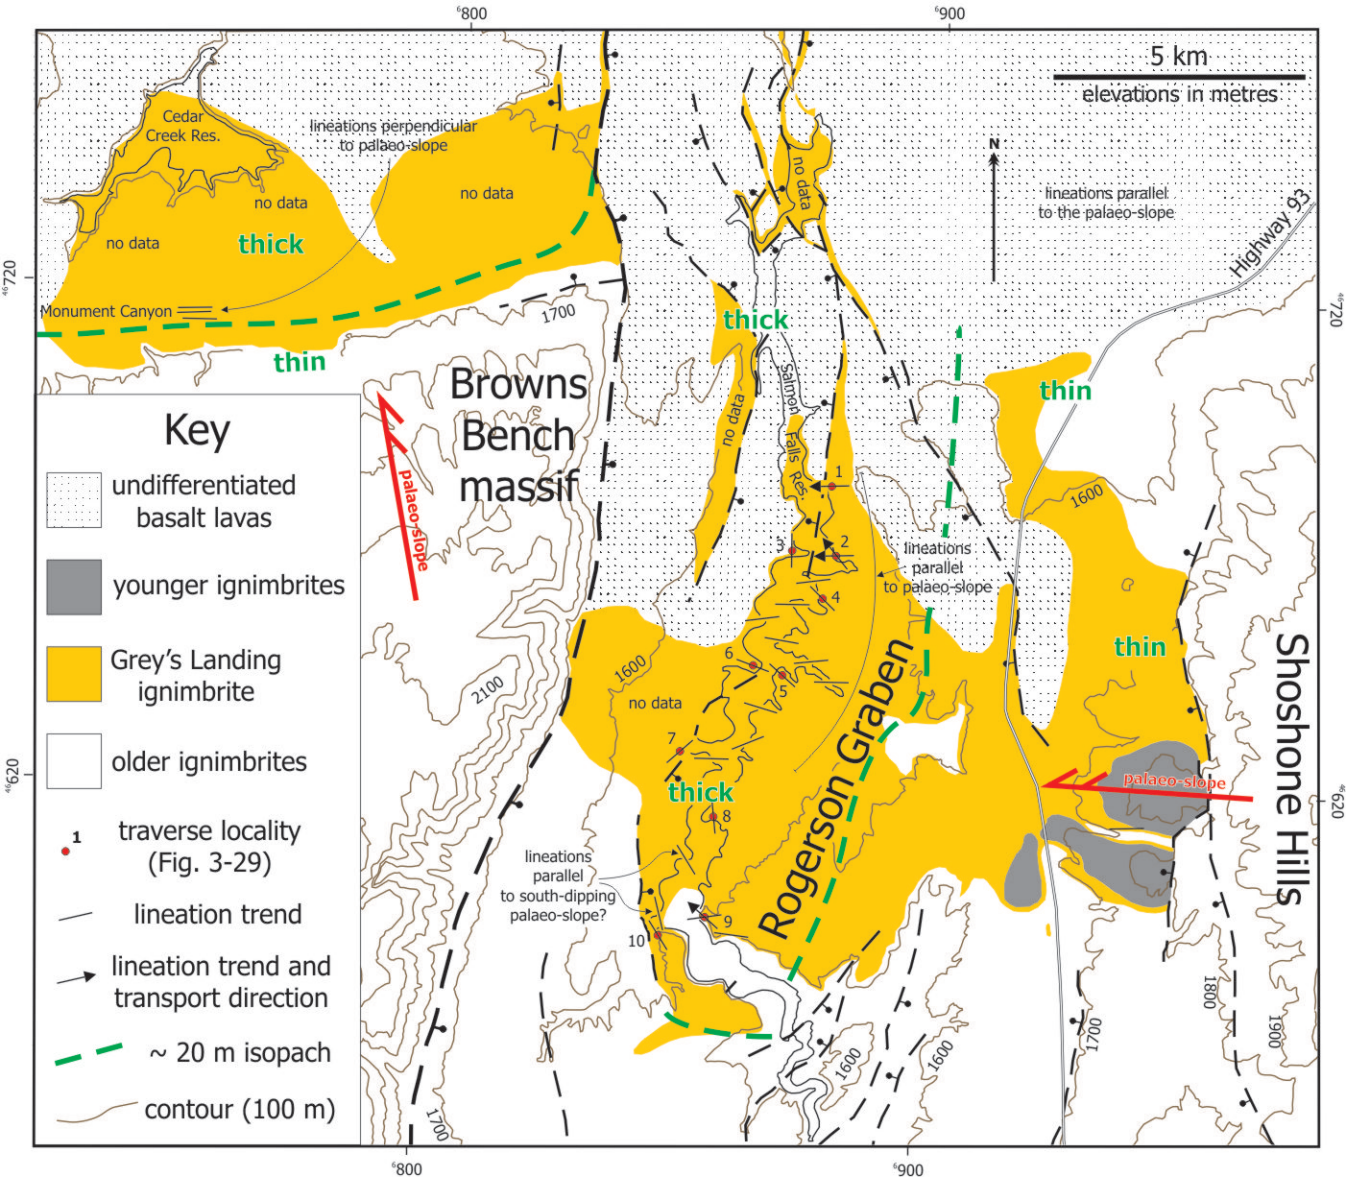 ⁶800
⁶900
5 km
elevations in metres
Cedar
Creek Res.
lineations perpendicular
to palaeo-slope
no data
no data
no data
no data
N
lineations parallel
to the palaeo-slope
Highway 93
thick
⁴⁶720
Monument Canyon
1700
thin
thick
⁴⁶720
Browns
Bench
massif
palaeo-slope
no data
Salmon
Falls
Res.
thin
1600
1
2
3
4
lineations
parallel
to palaeo-slope
Key
undifferentiated
basalt lavas
younger ignimbrites
Grey's Landing
ignimbrite
older ignimbrites
1
traverse locality
(Fig. 3-29)
lineation trend
lineation trend and
transport direction
~ 20 m isopach
contour (100 m)
2100
1600
no data
6
5
7
thick
8
thin
Rogerson Graben
Shoshone Hills
palaeo-slope
⁴⁶620
⁴⁶620
lineations
parallel
to south-dipping
palaeo-slope?
9
10
1700
1600
1600
1700
1800
1900
⁶800
⁶900